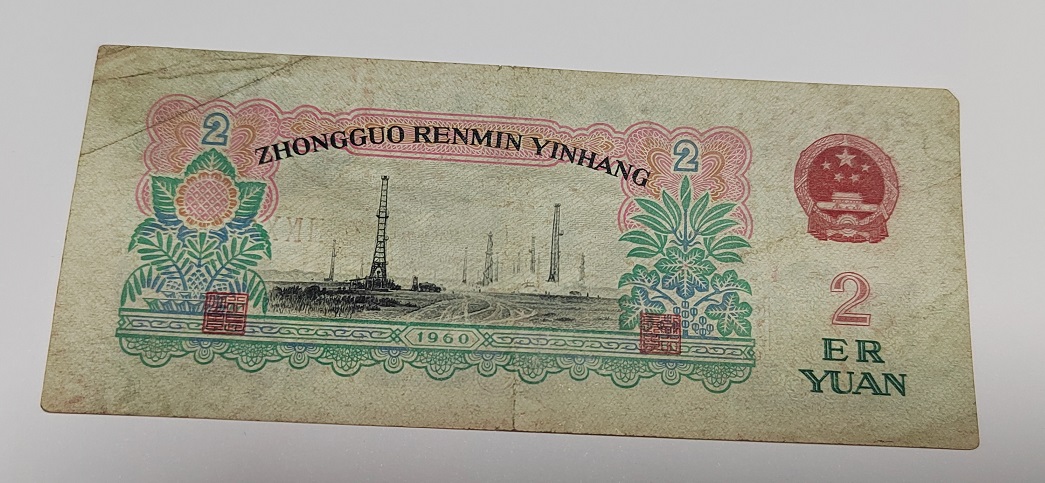 2
ZHONGGUO RENMIN YINHANG
2
1960
2
ER
YUAN